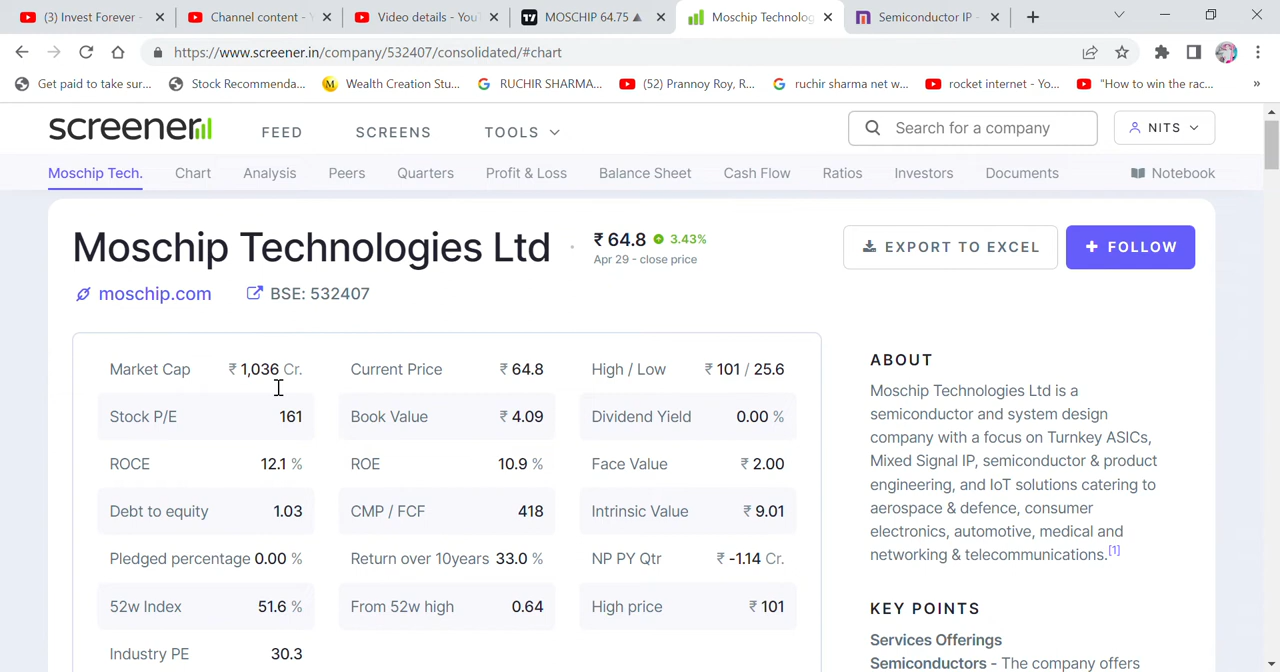 (3) Invest Forever -
Channel content -
Video details - You
MOSCHIP 64.75 ▲
Moschip Technolog
Semiconductor IP -
https://www.screener.in/company/532407/consolidated/#chart
Get paid to take sur...
Stock Recommenda...
Wealth Creation Stu...
RUCHIR SHARMA...
(52) Prannoy Roy, R...
ruchir sharma net w...
rocket internet - Yo...
"How to win the rac...
»
screener
FEED
SCREENS
TOOLS
Search for a company
NITS
Moschip Tech.
Chart
Analysis
Peers
Quarters
Profit & Loss
Balance Sheet
Cash Flow
Ratios
Investors
Documents
Notebook
Moschip Technologies Ltd
₹ 64.8 3.43%
Apr 29 - close price
EXPORT TO EXCEL
+ FOLLOW
moschip.com
BSE: 532407
Market Cap ₹ 1,036 Cr.
Current Price ₹ 64.8
High / Low ₹ 101 / 25.6
Stock P/E 161
Book Value ₹ 4.09
Dividend Yield 0.00 %
ROCE 12.1 %
ROE 10.9 %
Face Value ₹ 2.00
Debt to equity 1.03
CMP / FCF 418
Intrinsic Value ₹ 9.01
Pledged percentage 0.00 %
Return over 10years 33.0 %
NP PY Qtr ₹ -1.14 Cr.
52w Index 51.6 %
From 52w high 0.64
High price ₹ 101
Industry PE 30.3
ABOUT
Moschip Technologies Ltd is a
semiconductor and system design
company with a focus on Turnkey ASICs,
Mixed Signal IP, semiconductor & product
engineering, and IoT solutions catering to
aerospace & defence, consumer
electronics, automotive, medical and
networking & telecommunications.[1]
KEY POINTS
Services Offerings
Semiconductors - The company offers